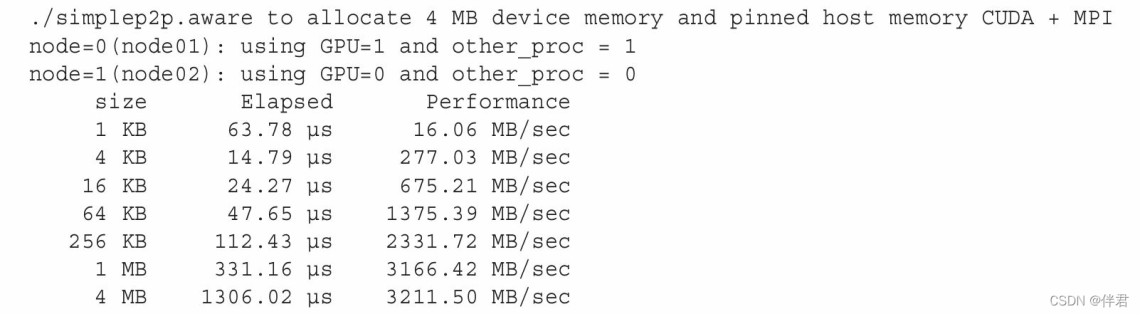 ./simplep2p.aware to allocate 4 MB device memory and pinned host memory CUDA + MPI
node=0(node01): using GPU=1 and other_proc = 1
node=1(node02): using GPU=0 and other_proc = 0
size Elapsed Performance
1 KB 63.78 µs 16.06 MB/sec
4 KB 14.79 µs 277.03 MB/sec
16 KB 24.27 µs 675.21 MB/sec
64 KB 47.65 µs 1375.39 MB/sec
256 KB 112.43 µs 2331.72 MB/sec
1 MB 331.16 µs 3166.42 MB/sec
4 MB 1306.02 µs 3211.50 MB/sec
CSDN @伴君